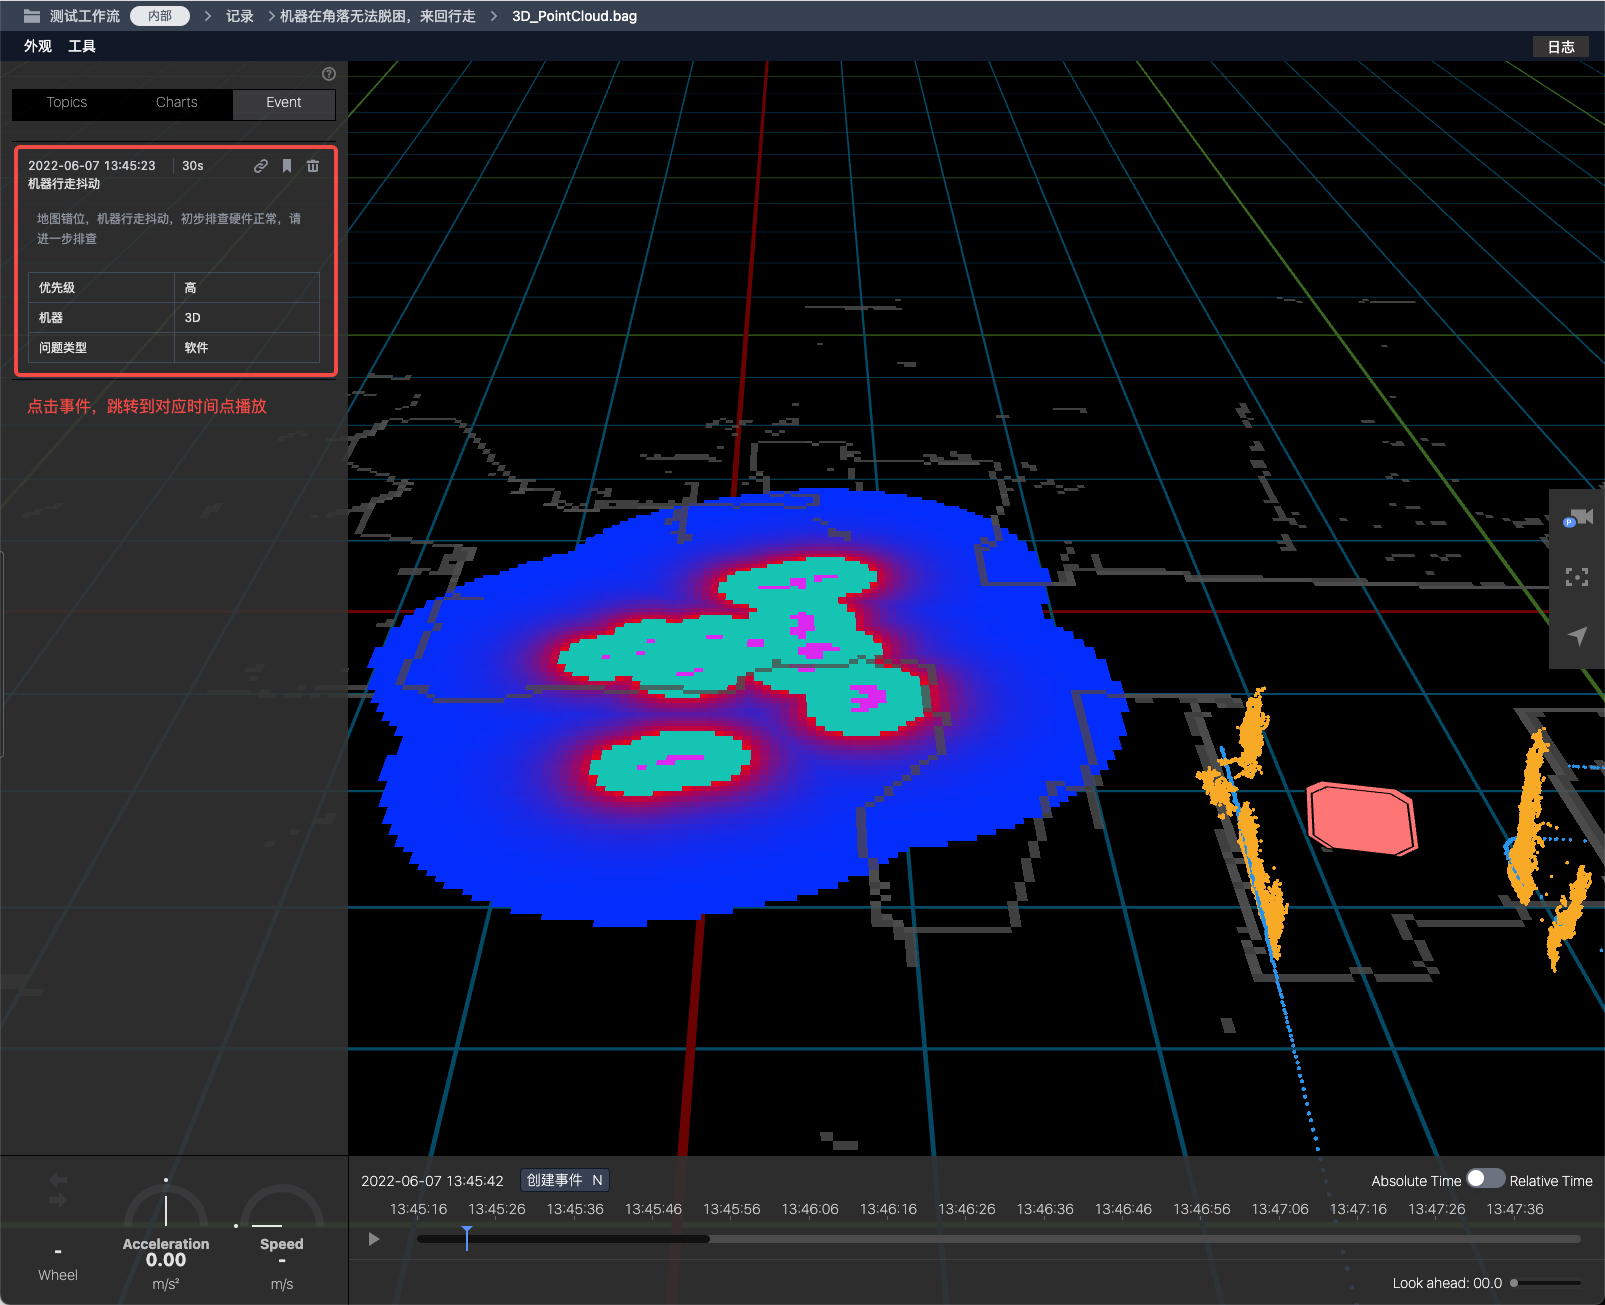 测试工作流 内部 > 记录 > 机器在角落无法脱困，来回行走 > 3D_PointCloud.bag
外观 工具 日志
Topics Charts Event
2022-06-07 13:45:23 30s
机器行走抖动
地图错位，机器行走抖动，初步排查硬件正常，请
进一步排查
优先级 高
机器 3D
问题类型 软件
点击事件，跳转到对应时间点播放
P
2022-06-07 13:45:42 创建事件 N Absolute Time Relative Time
13:45:16 13:45:26 13:45:36 13:45:46 13:45:56 13:46:06 13:46:16 13:46:26 13:46:36 13:46:46 13:46:56 13:47:06 13:47:16 13:47:26 13:47:36
- Acceleration Speed
Wheel 0.00 -
m/s² m/s
Look ahead: 00.0